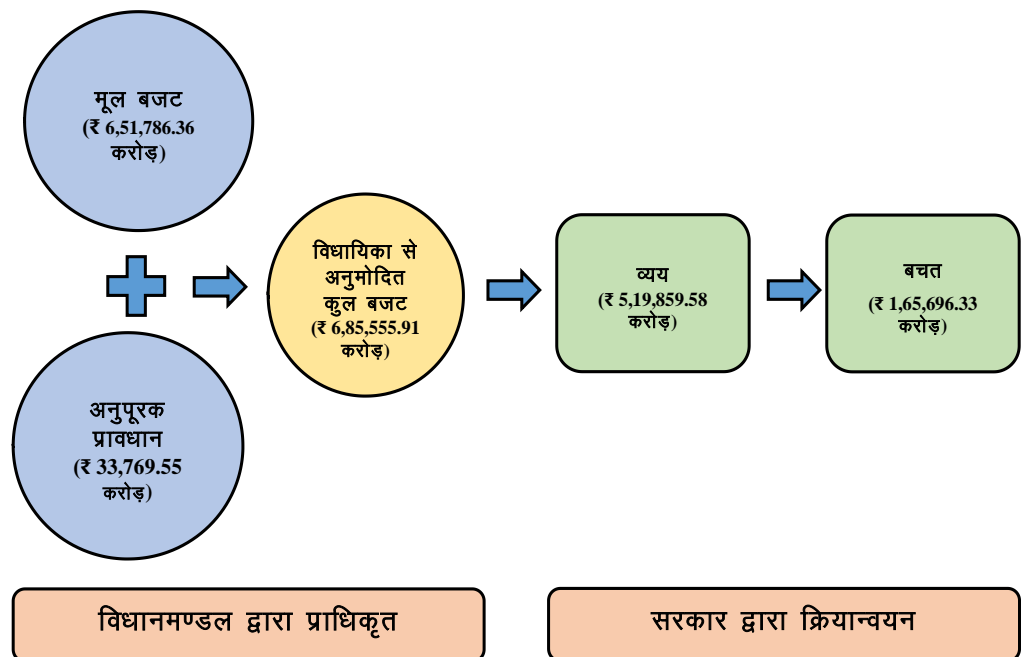 मूल बजट
(₹ 6,51,786.36
करोड़)
अनुपूरक
प्रावधान
(₹ 33,769.55
करोड़)
विधायिका से
अनुमोदित
कुल बजट
(₹ 6,85,555.91
करोड़)
व्यय
(₹ 5,19,859.58
करोड़)
बचत
(₹ 1,65,696.33
करोड़)
विधानमण्डल द्वारा प्राधिकृत
सरकार द्वारा क्रियान्वयन